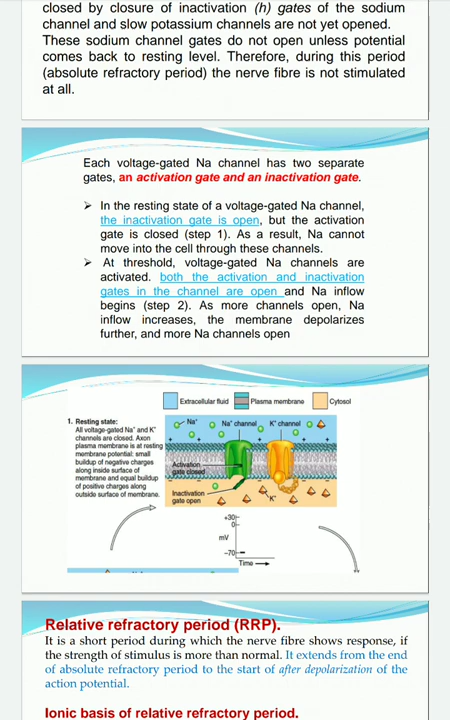 closed by closure of inactivation (h) gates of the sodium
channel and slow potassium channels are not yet opened.
These sodium channel gates do not open unless potential
comes back to resting level. Therefore, during this period
(absolute refractory period) the nerve fibre is not stimulated
at all.
Each voltage-gated Na channel has two separate
gates, an activation gate and an inactivation gate.
➢ In the resting state of a voltage-gated Na channel,
the inactivation gate is open, but the activation
gate is closed (step 1). As a result, Na cannot
move into the cell through these channels.
➢ At threshold, voltage-gated Na channels are
activated. both the activation and inactivation
gates in the channel are open and Na inflow
begins (step 2). As more channels open, Na
inflow increases, the membrane depolarizes
further, and more Na channels open
Extracellular fluid Plasma membrane Cytosol
1. Resting state:
All voltage-gated Na+ and K+
channels are closed. Axon
plasma membrane is at resting
membrane potential: small
buildup of negative charges
along inside surface of
membrane and equal buildup
of positive charges along
outside surface of membrane.
Na+ Na+ channel K+ channel
Activation
gate closed
Inactivation
gate open
K+
+30
0
mV
–70
Time
Relative refractory period (RRP).
It is a short period during which the nerve fibre shows response, if
the strength of stimulus is more than normal. It extends from the end
of absolute refractory period to the start of after depolarization of the
action potential.
Ionic basis of relative refractory period.